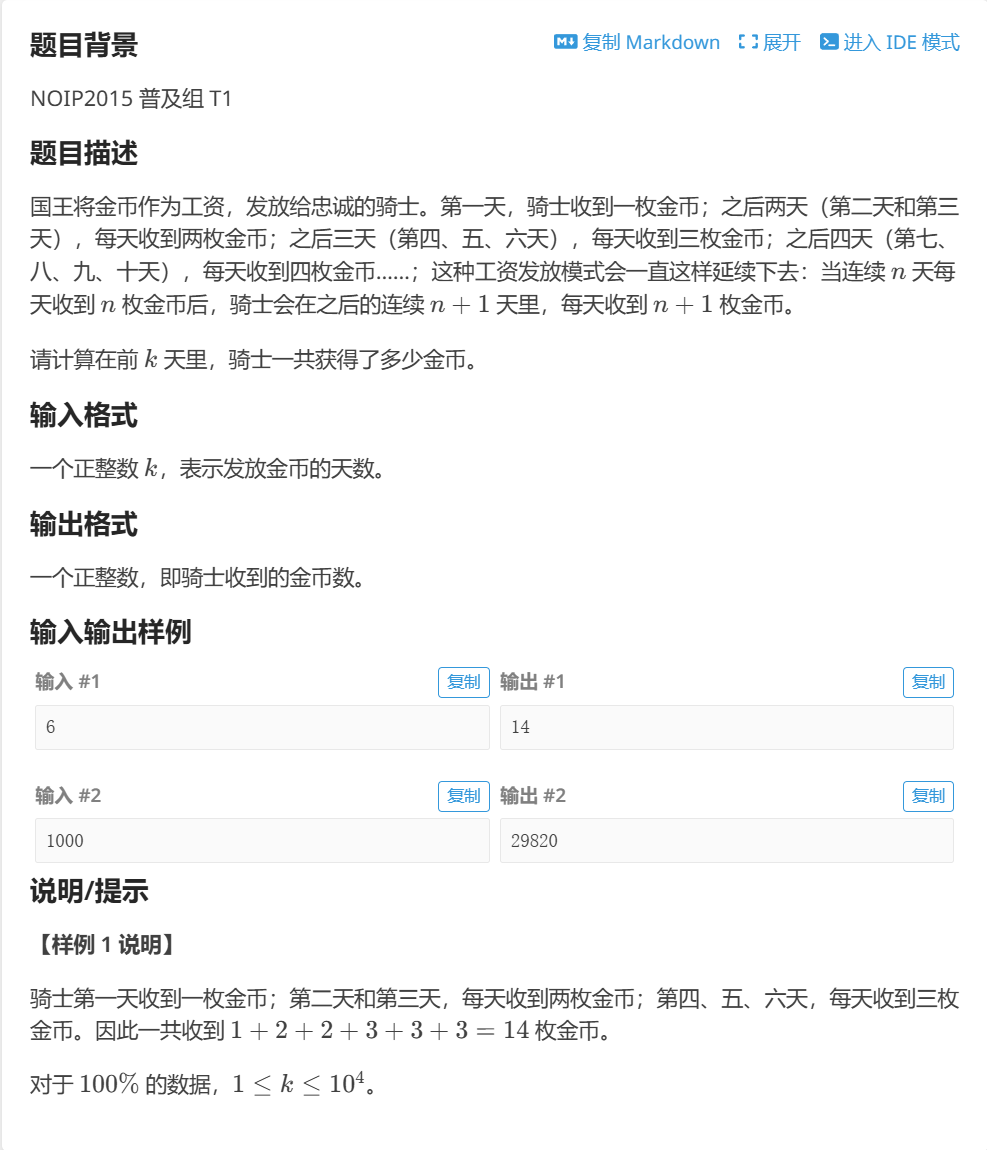 题目背景
复制 Markdown 展开 进入 IDE 模式
NOIP2015 普及组 T1
题目描述
国王将金币作为工资，发放给忠诚的骑士。第一天，骑士收到一枚金币；之后两天（第二天和第三
天），每天收到两枚金币；之后三天（第四、五、六天），每天收到三枚金币；之后四天（第七、
八、九、十天），每天收到四枚金币……；这种工资发放模式会一直这样延续下去：当连续 n 天每
天收到 n 枚金币后，骑士会在之后的连续 n + 1 天里，每天收到 n + 1 枚金币。
请计算在前 k 天里，骑士一共获得了多少金币。
输入格式
一个正整数 k，表示发放金币的天数。
输出格式
一个正整数，即骑士收到的金币数。
输入输出样例
输入 #1 复制 输出 #1 复制
6 14
输入 #2 复制 输出 #2 复制
1000 29820
说明/提示
【样例 1 说明】
骑士第一天收到一枚金币；第二天和第三天，每天收到两枚金币；第四、五、六天，每天收到三枚
金币。因此一共收到 1 + 2 + 2 + 3 + 3 + 3 = 14 枚金币。
对于 100% 的数据，1 ≤ k ≤ 10⁴。